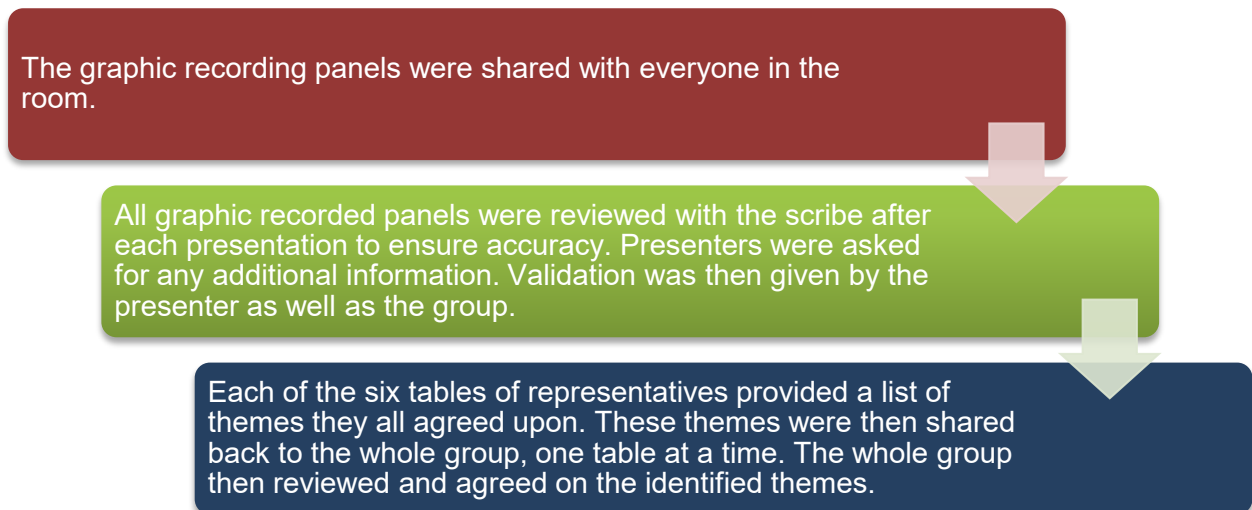 The graphic recording panels were shared with everyone in the
room.
All graphic recorded panels were reviewed with the scribe after
each presentation to ensure accuracy. Presenters were asked
for any additional information. Validation was then given by the
presenter as well as the group.
Each of the six tables of representatives provided a list of
themes they all agreed upon. These themes were then shared
back to the whole group, one table at a time. The whole group
then reviewed and agreed on the identified themes.